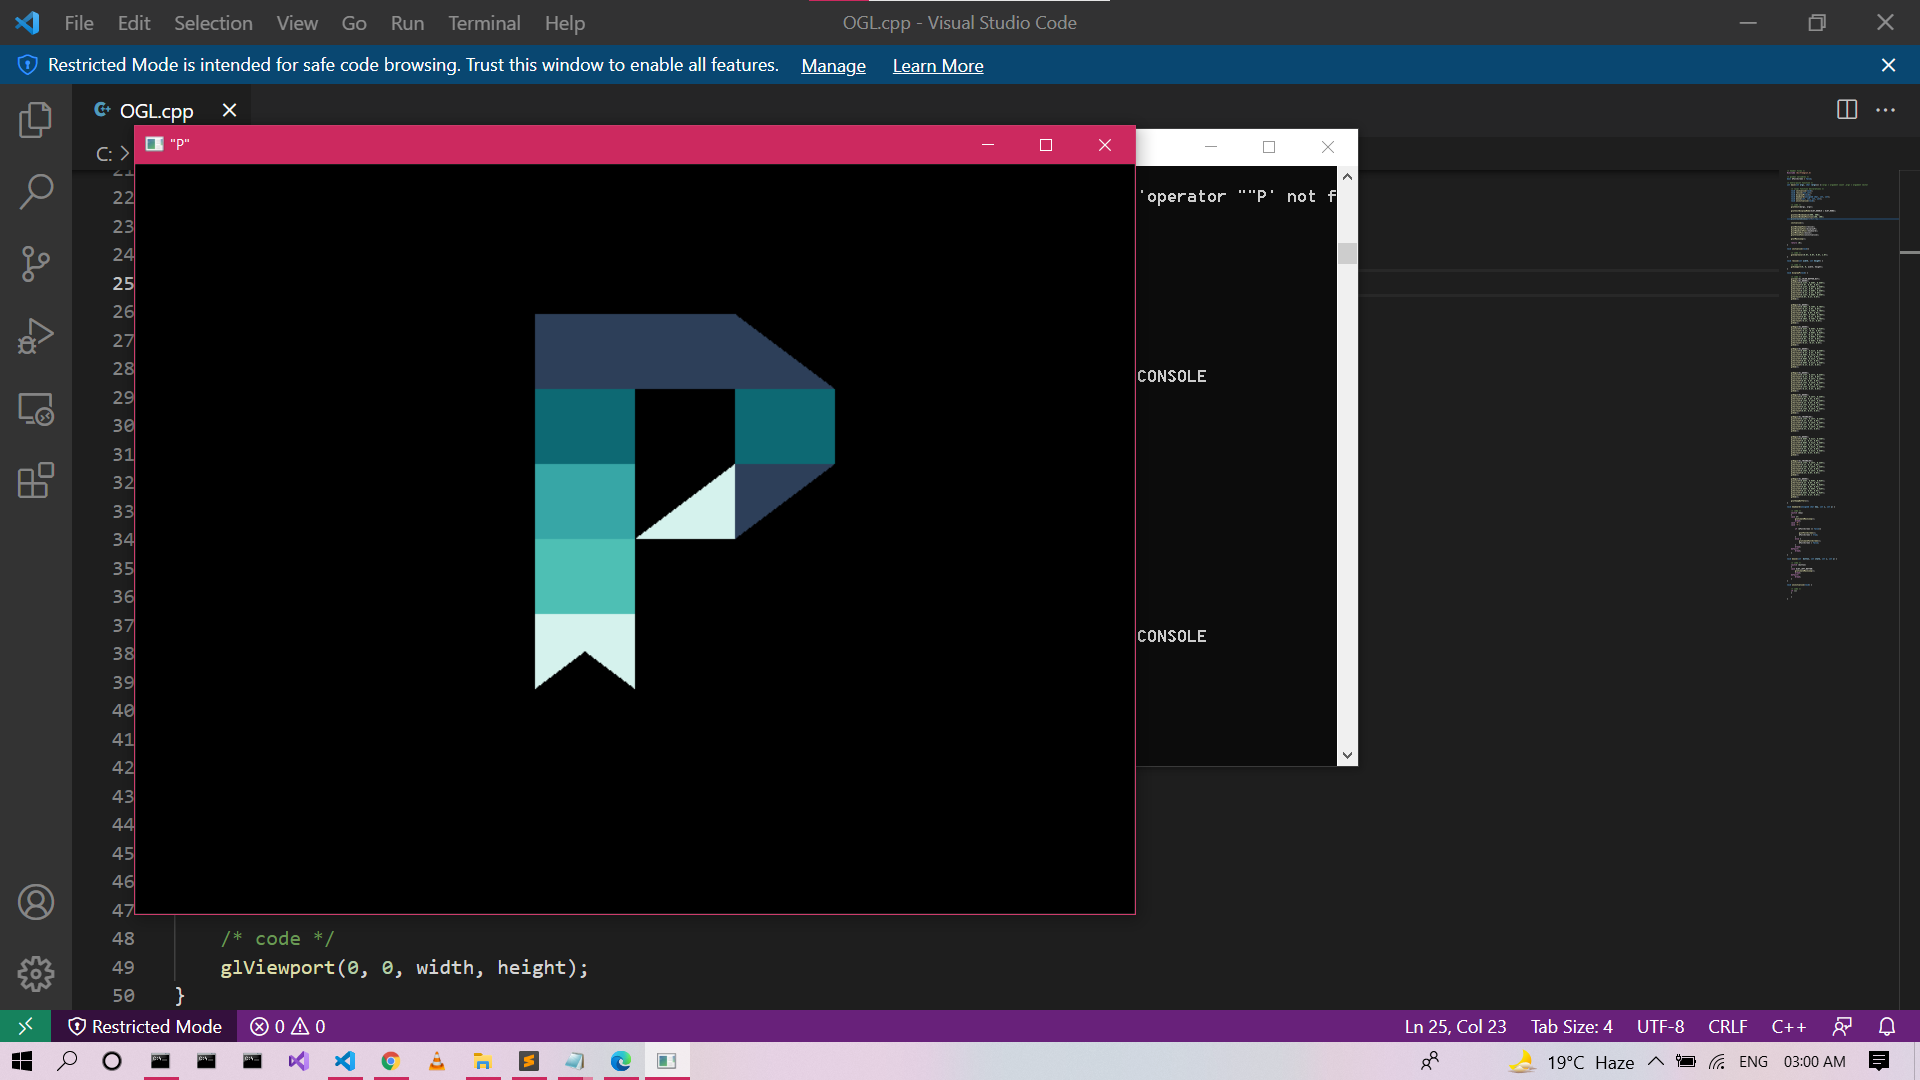 File Edit Selection View Go Run Terminal Help
OGL.cpp - Visual Studio Code
Restricted Mode is intended for safe code browsing. Trust this window to enable all features. Manage Learn More
OGL.cpp
C:
"P"
'operator ""P' not f
CONSOLE
CONSOLE
21
22
23
24
25
26
27
28
29
30
31
32
33
34
35
36
37
38
39
40
41
42
43
44
45
46
47
48 /* code */
49 glViewport(0, 0, width, height);
50 }
Restricted Mode 0 0
Ln 25, Col 23 Tab Size: 4 UTF-8 CRLF C++
19°C Haze ENG 03:00 AM